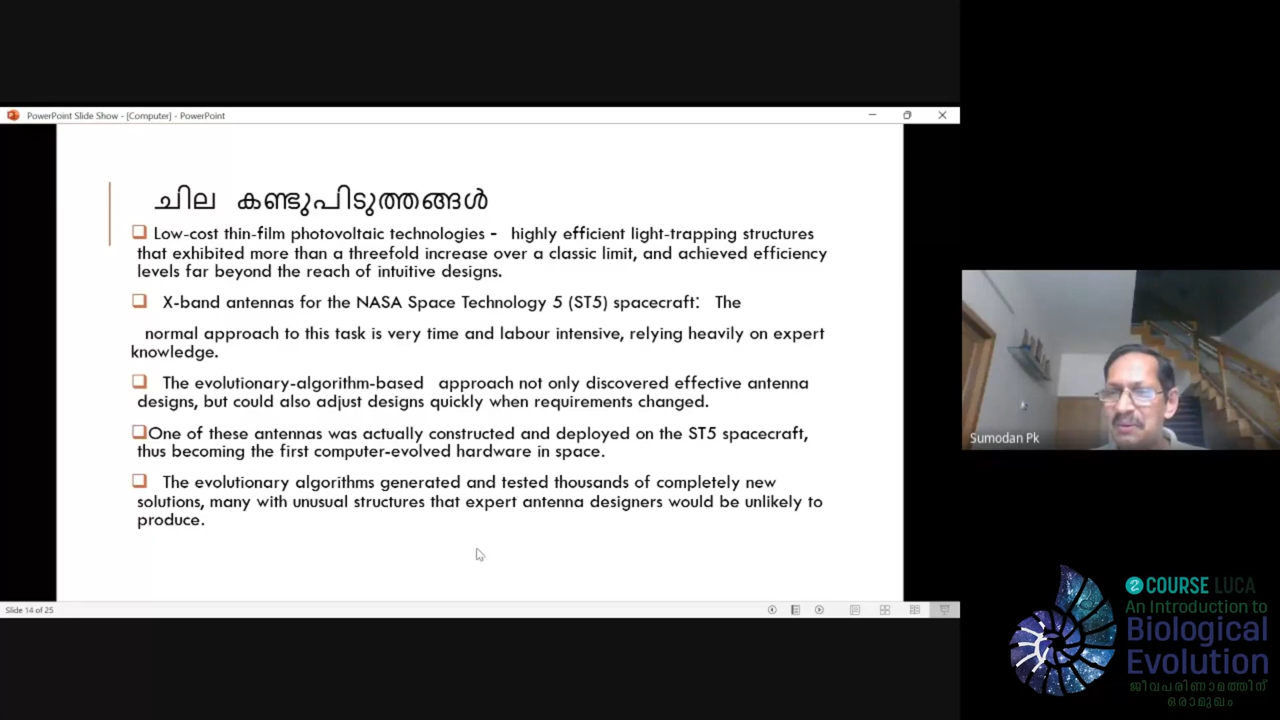 PowerPoint Slide Show - [Computer] - PowerPoint
ചില കണ്ടുപിടുത്തങ്ങൾ
Low-cost thin-film photovoltaic technologies - highly efficient light-trapping structures
that exhibited more than a threefold increase over a classic limit, and achieved efficiency
levels far beyond the reach of intuitive designs.
X-band antennas for the NASA Space Technology 5 (ST5) spacecraft: The
normal approach to this task is very time and labour intensive, relying heavily on expert
knowledge.
The evolutionary-algorithm-based approach not only discovered effective antenna
designs, but could also adjust designs quickly when requirements changed.
One of these antennas was actually constructed and deployed on the ST5 spacecraft,
thus becoming the first computer-evolved hardware in space.
The evolutionary algorithms generated and tested thousands of completely new
solutions, many with unusual structures that expert antenna designers would be unlikely to
produce.
Slide 14 of 25
Sumodan Pk
COURSE LUCA
An Introduction to
Biological
Evolution
ജീവപരിണാമത്തിന്
ഒരാമുഖം